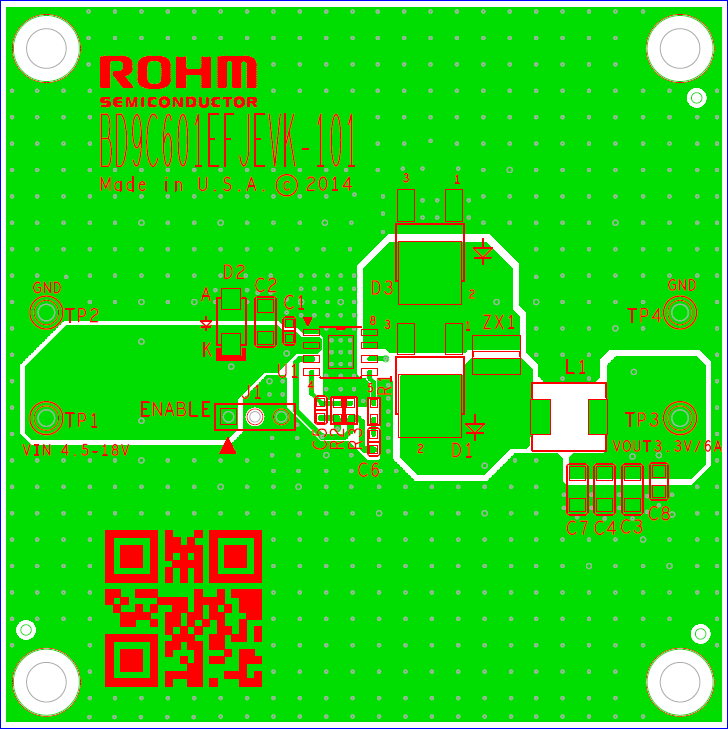 ROHM
SEMICONDUCTOR
BD9C601EFJEVK-101
Made in U.S.A. © 2014
3 1
D3
2
D2
A
K
C2
C1
GND
TP2
GND
TP4
8
3 1
ZX1
U1
4
5
L1
J1
ENABLE
TP1
VIN 4.5-18V
TP3
VOUT3.3V/6A
2
D1
C6
C7 C4 C3 C8